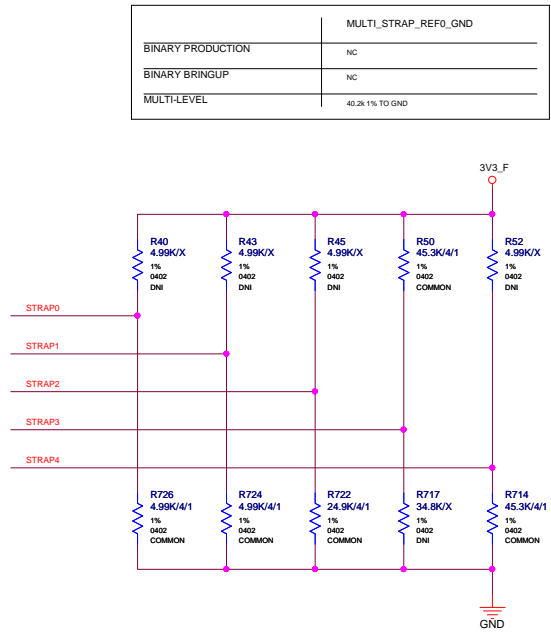 MULTI_STRAP_REF0_GND
BINARY PRODUCTION NC
BINARY BRINGUP NC
MULTI-LEVEL 40.2k 1% TO GND
3V3_F
R40 R43 R45 R50 R52
4.99K/X 4.99K/X 4.99K/X 45.3K/4/1 4.99K/X
1% 1% 1% 1% 1%
0402 0402 0402 0402 0402
DNI DNI DNI COMMON DNI
STRAP0
STRAP1
STRAP2
STRAP3
STRAP4
R726 R724 R722 R717 R714
4.99K/4/1 4.99K/4/1 24.9K/4/1 34.8K/X 45.3K/4/1
1% 1% 1% 1% 1%
0402 0402 0402 0402 0402
COMMON COMMON COMMON DNI COMMON
GND